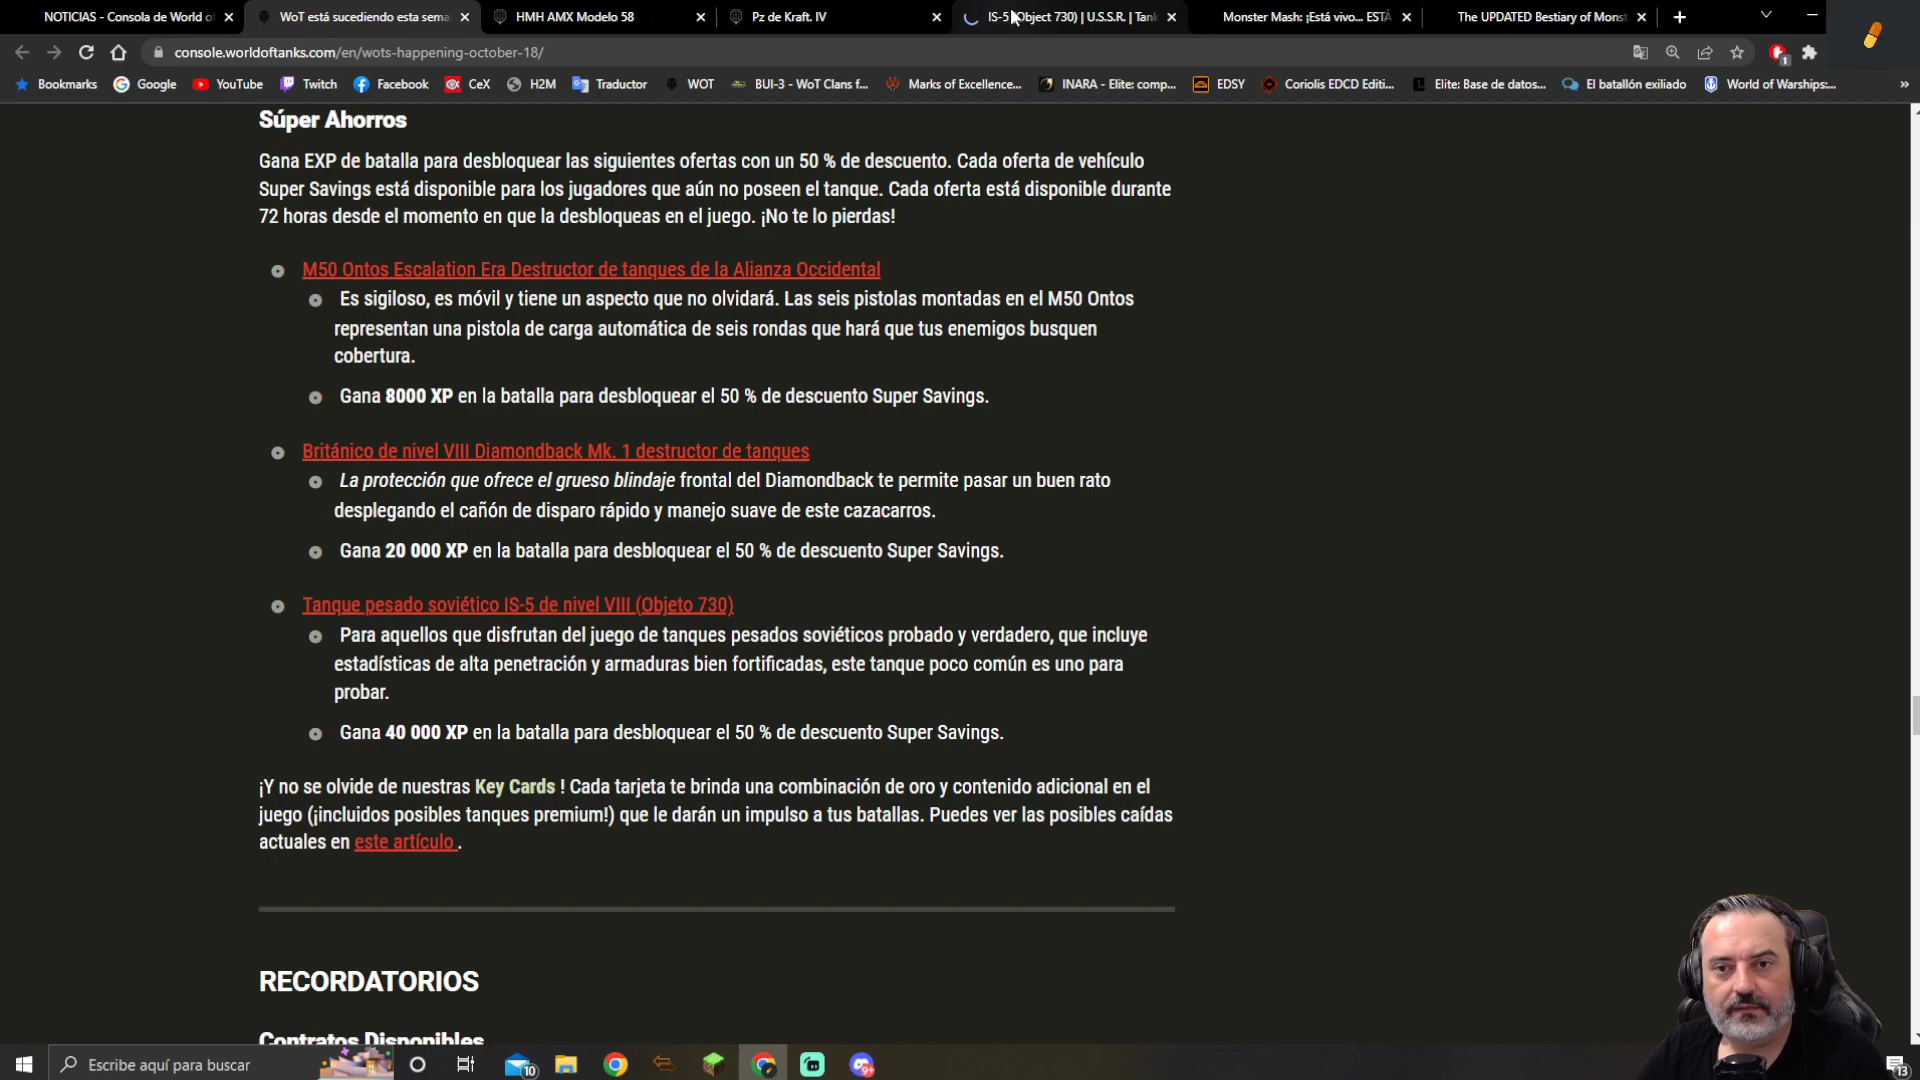 NOTICIAS - Consola de World of
WoT está sucediendo esta sema
HMH AMX Modelo 58
Pz de Kraft. IV
IS-5 (Object 730) | U.S.S.R. | Tank
Monster Mash: ¡Está vivo... ESTÁ
The UPDATED Bestiary of Monst
console.worldoftanks.com/en/wots-happening-october-18/
1
Bookmarks Google YouTube Twitch Facebook CeX H2M Traductor WOT BUI-3 - WoT Clans f... Marks of Excellence... INARA - Elite: comp... EDSY Coriolis EDCD Editi... Elite: Base de datos... El batallón exiliado World of Warships:... »
Súper Ahorros
Gana EXP de batalla para desbloquear las siguientes ofertas con un 50 % de descuento. Cada oferta de vehículo
Super Savings está disponible para los jugadores que aún no poseen el tanque. Cada oferta está disponible durante
72 horas desde el momento en que la desbloqueas en el juego. ¡No te lo pierdas!
M50 Ontos Escalation Era Destructor de tanques de la Alianza Occidental
Es sigiloso, es móvil y tiene un aspecto que no olvidará. Las seis pistolas montadas en el M50 Ontos
representan una pistola de carga automática de seis rondas que hará que tus enemigos busquen
cobertura.
Gana 8000 XP en la batalla para desbloquear el 50 % de descuento Super Savings.
Británico de nivel VIII Diamondback Mk. 1 destructor de tanques
La protección que ofrece el grueso blindaje frontal del Diamondback te permite pasar un buen rato
desplegando el cañón de disparo rápido y manejo suave de este cazacarros.
Gana 20 000 XP en la batalla para desbloquear el 50 % de descuento Super Savings.
Tanque pesado soviético IS-5 de nivel VIII (Objeto 730)
Para aquellos que disfrutan del juego de tanques pesados soviéticos probado y verdadero, que incluye
estadísticas de alta penetración y armaduras bien fortificadas, este tanque poco común es uno para
probar.
Gana 40 000 XP en la batalla para desbloquear el 50 % de descuento Super Savings.
¡Y no se olvide de nuestras Key Cards ! Cada tarjeta te brinda una combinación de oro y contenido adicional en el
juego (¡incluidos posibles tanques premium!) que le darán un impulso a tus batallas. Puedes ver las posibles caídas
actuales en este artículo .
RECORDATORIOS
Contratos Disponibles
Escribe aquí para buscar
10
9+
13